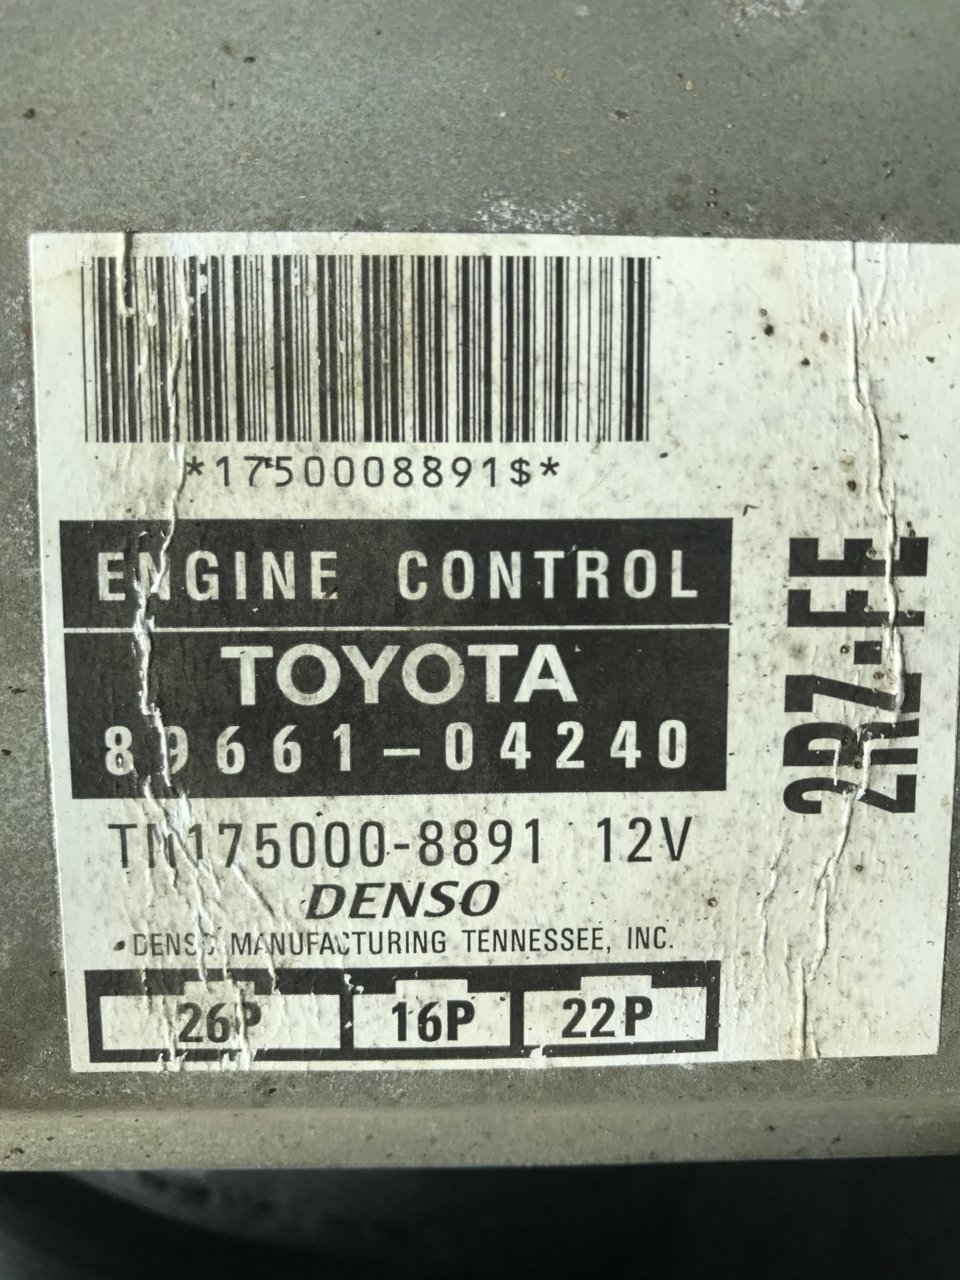 *1750008891$*
ENGINE CONTROL
TOYOTA
89661-04240
TN175000-8891 12V
DENSO
DENSO MANUFACTURING TENNESSEE, INC.
26P 16P 22P
2RZ-FE